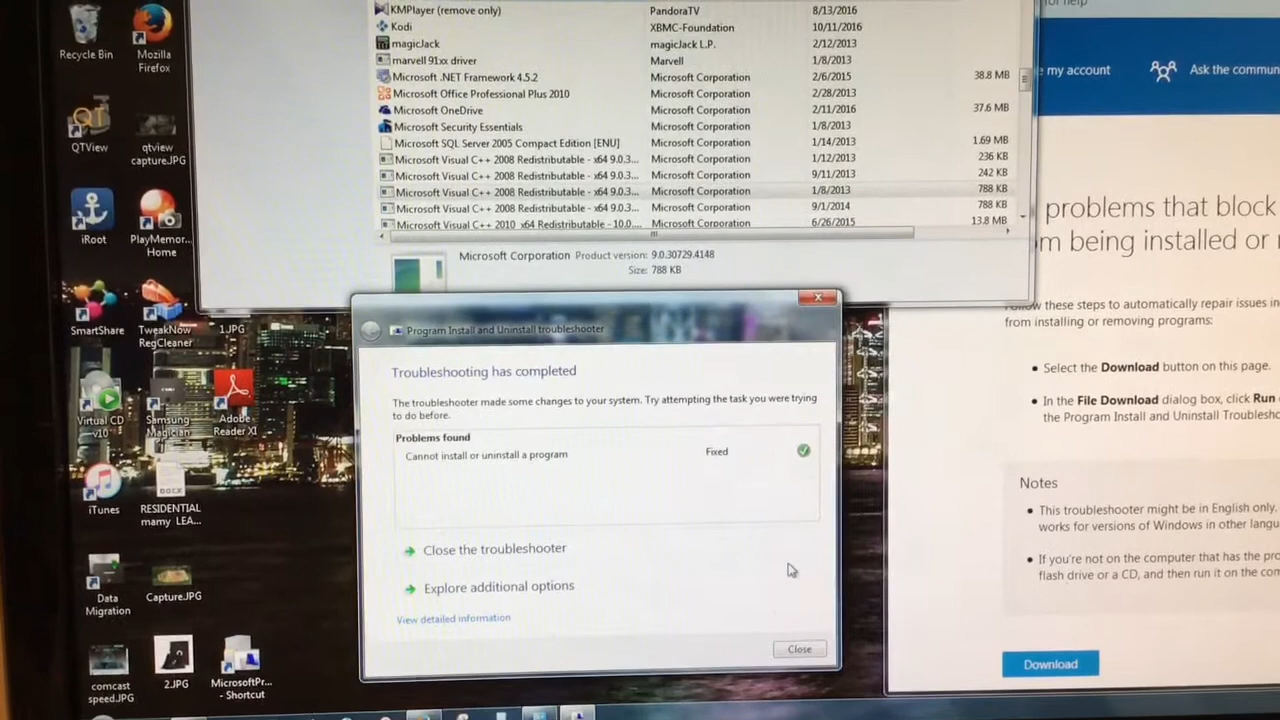 Recycle Bin
Mozilla
Firefox
QTView
qtview
capture.JPG
iRoot
PlayMemor...
Home
SmartShare
TweakNow
RegCleaner
1.JPG
Virtual CD
v10
Samsung
Magician
Adobe
Reader XI
iTunes
RESIDENTIAL
mamy LEA...
Data
Migration
Capture.JPG
comcast
speed.JPG
2.JPG
MicrosoftPr...
- Shortcut
KMPlayer (remove only) PandoraTV 8/13/2016
Kodi XBMC-Foundation 10/11/2016
magicJack magicJack L.P. 2/12/2013
marvell 91xx driver Marvell 1/8/2013
Microsoft .NET Framework 4.5.2 Microsoft Corporation 2/6/2015 38.8 MB
Microsoft Office Professional Plus 2010 Microsoft Corporation 2/28/2013
Microsoft OneDrive Microsoft Corporation 2/11/2016 37.6 MB
Microsoft Security Essentials Microsoft Corporation 1/8/2013
Microsoft SQL Server 2005 Compact Edition [ENU] Microsoft Corporation 1/14/2013 1.69 MB
Microsoft Visual C++ 2008 Redistributable - x64 9.0.3... Microsoft Corporation 1/12/2013 236 KB
Microsoft Visual C++ 2008 Redistributable - x64 9.0.3... Microsoft Corporation 9/11/2013 242 KB
Microsoft Visual C++ 2008 Redistributable - x64 9.0.3... Microsoft Corporation 1/8/2013 788 KB
Microsoft Visual C++ 2008 Redistributable - x64 9.0.3... Microsoft Corporation 9/1/2014 788 KB
Microsoft Visual C++ 2010 x64 Redistributable - 10.0.... Microsoft Corporation 6/26/2015 13.8 MB
Microsoft Corporation Product version: 9.0.30729.4148
Size: 788 KB
Program Install and Uninstall troubleshooter
Troubleshooting has completed
The troubleshooter made some changes to your system. Try attempting the task you were trying
to do before.
Problems found
Cannot install or uninstall a program Fixed
Close the troubleshooter
Explore additional options
View detailed information
Close
for help
my account Ask the commun
problems that block
being installed or
these steps to automatically repair issues in
from installing or removing programs:
Select the Download button on this page.
In the File Download dialog box, click Run
the Program Install and Uninstall Troublesho
Notes
This troubleshooter might be in English only.
works for versions of Windows in other langu
If you're not on the computer that has the pro
flash drive or a CD, and then run it on the com
Download